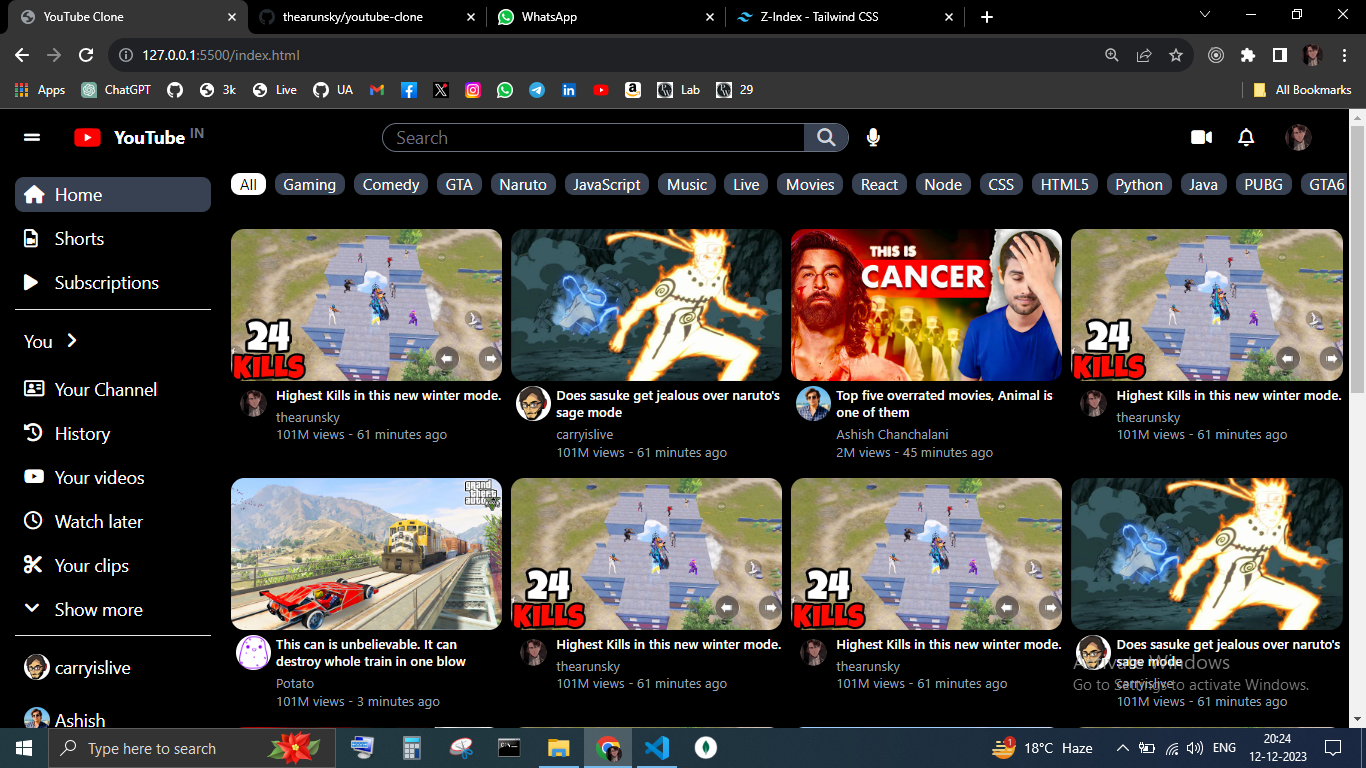 YouTube Clone
thearunsky/youtube-clone
WhatsApp
Z-Index - Tailwind CSS
127.0.0.1:5500/index.html
Apps
ChatGPT
3k
Live
UA
Lab
29
All Bookmarks
YouTube IN
Search
Home
Shorts
Subscriptions
You
Your Channel
History
Your videos
Watch later
Your clips
Show more
carryislive
Ashish
All Gaming Comedy GTA Naruto JavaScript Music Live Movies React Node CSS HTML5 Python Java PUBG GTA6
24
KILLS
Highest Kills in this new winter mode.
thearunsky
101M views - 61 minutes ago
Does sasuke get jealous over naruto's
sage mode
carryislive
101M views - 61 minutes ago
THIS IS
CANCER
Top five overrated movies, Animal is
one of them
Ashish Chanchalani
2M views - 45 minutes ago
24
KILLS
Highest Kills in this new winter mode.
thearunsky
101M views - 61 minutes ago
grand
theft
auto
This can is unbelievable. It can
destroy whole train in one blow
Potato
101M views - 3 minutes ago
24
KILLS
Highest Kills in this new winter mode.
thearunsky
101M views - 61 minutes ago
24
KILLS
Highest Kills in this new winter mode.
thearunsky
101M views - 61 minutes ago
Does sasuke get jealous over naruto's
sage mode
carryislive
101M views - 61 minutes ago
Activate Windows
Go to Settings to activate Windows.
Type here to search
1
18°C Haze
ENG
20:24
12-12-2023